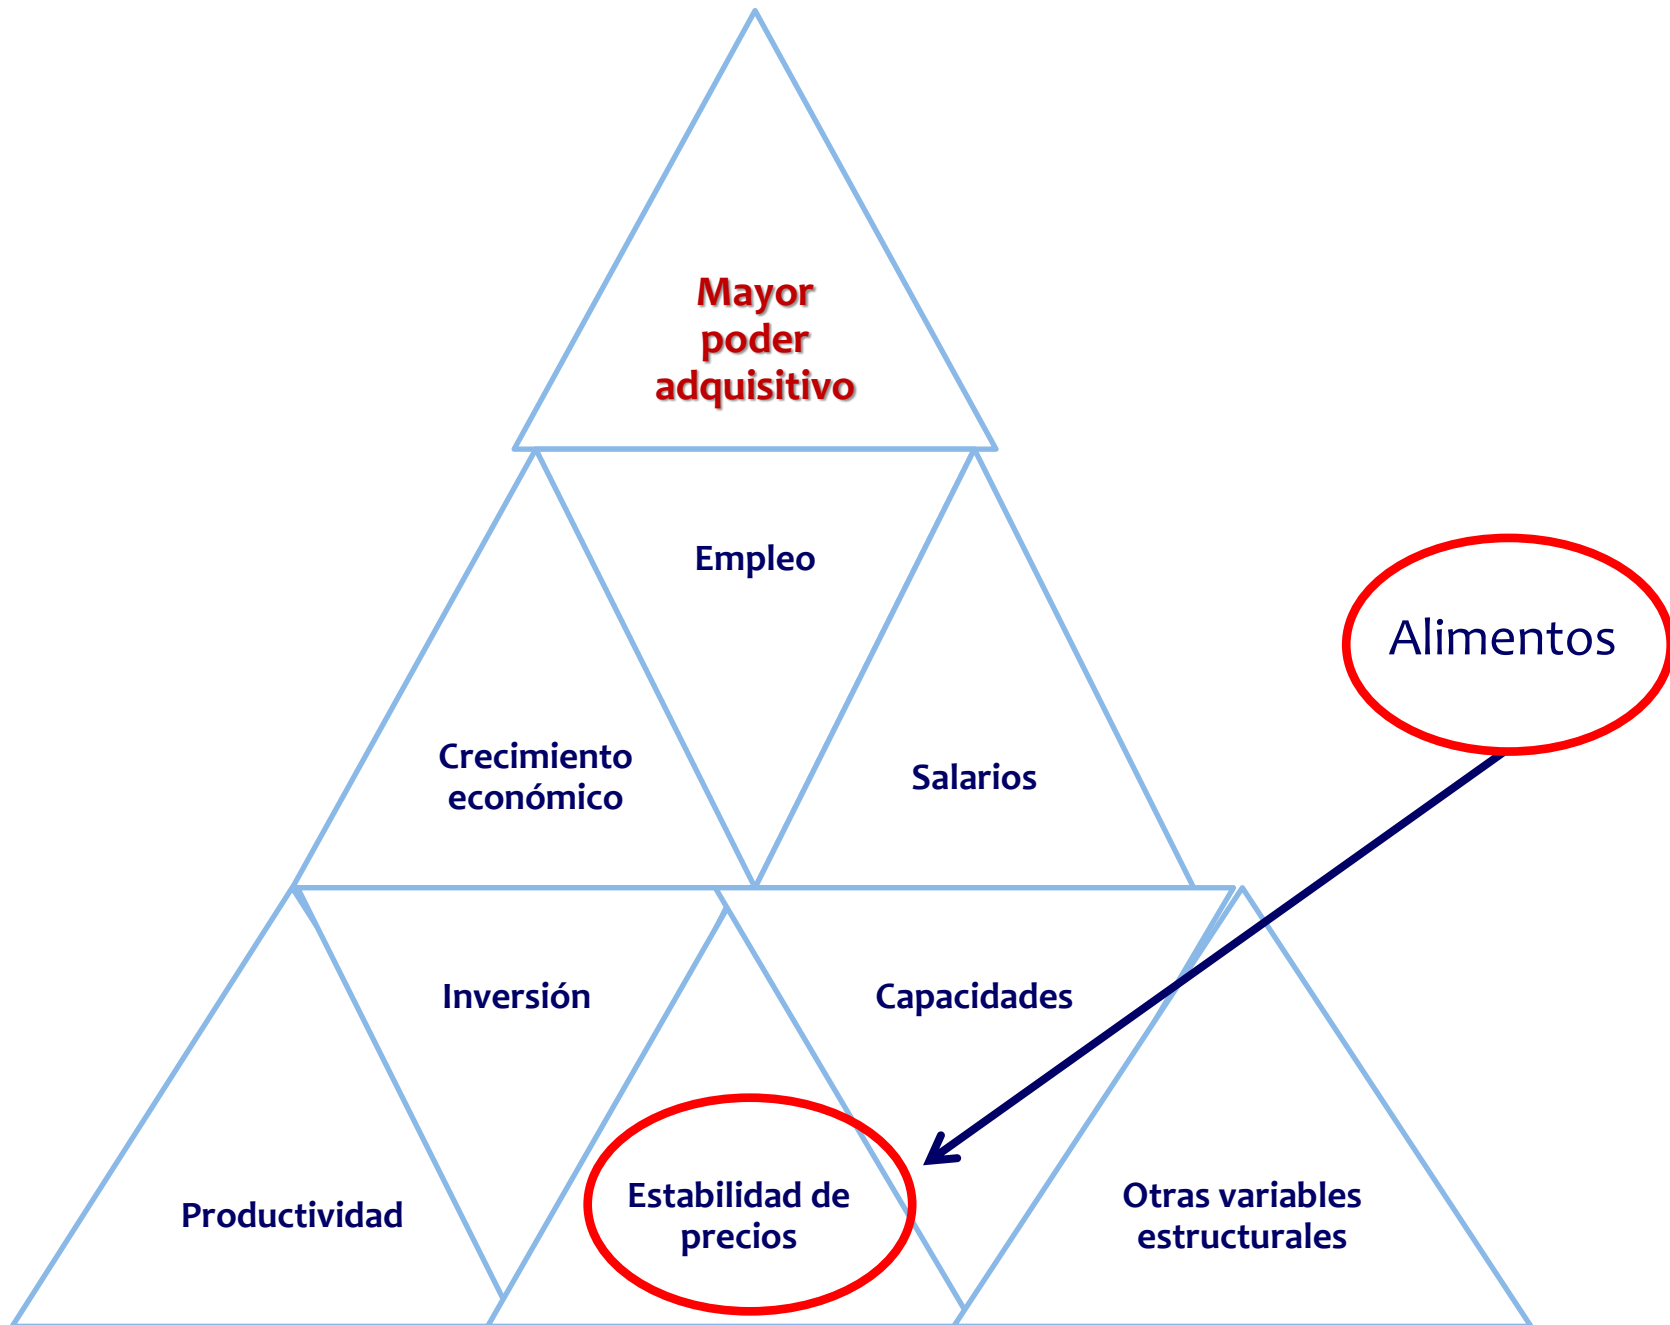 Mayor
poder
adquisitivo
Empleo
Alimentos
Crecimiento
económico
Salarios
Inversión
Capacidades
Productividad
Estabilidad de
precios
Otras variables
estructurales